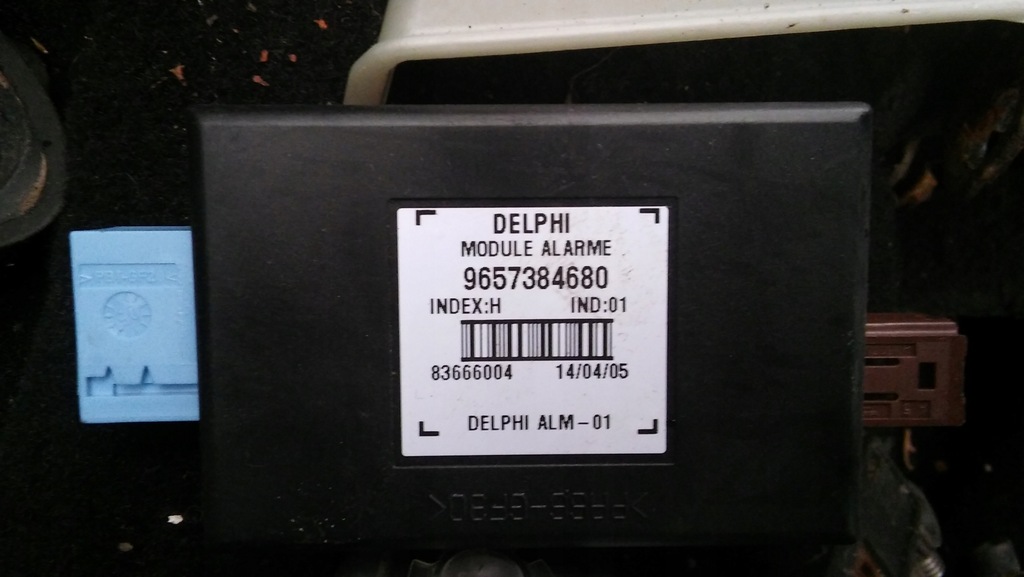 DELPHI
MODULE ALARME
9657384680
INDEX:H IND:01
83666004 14/04/05
DELPHI ALM-01